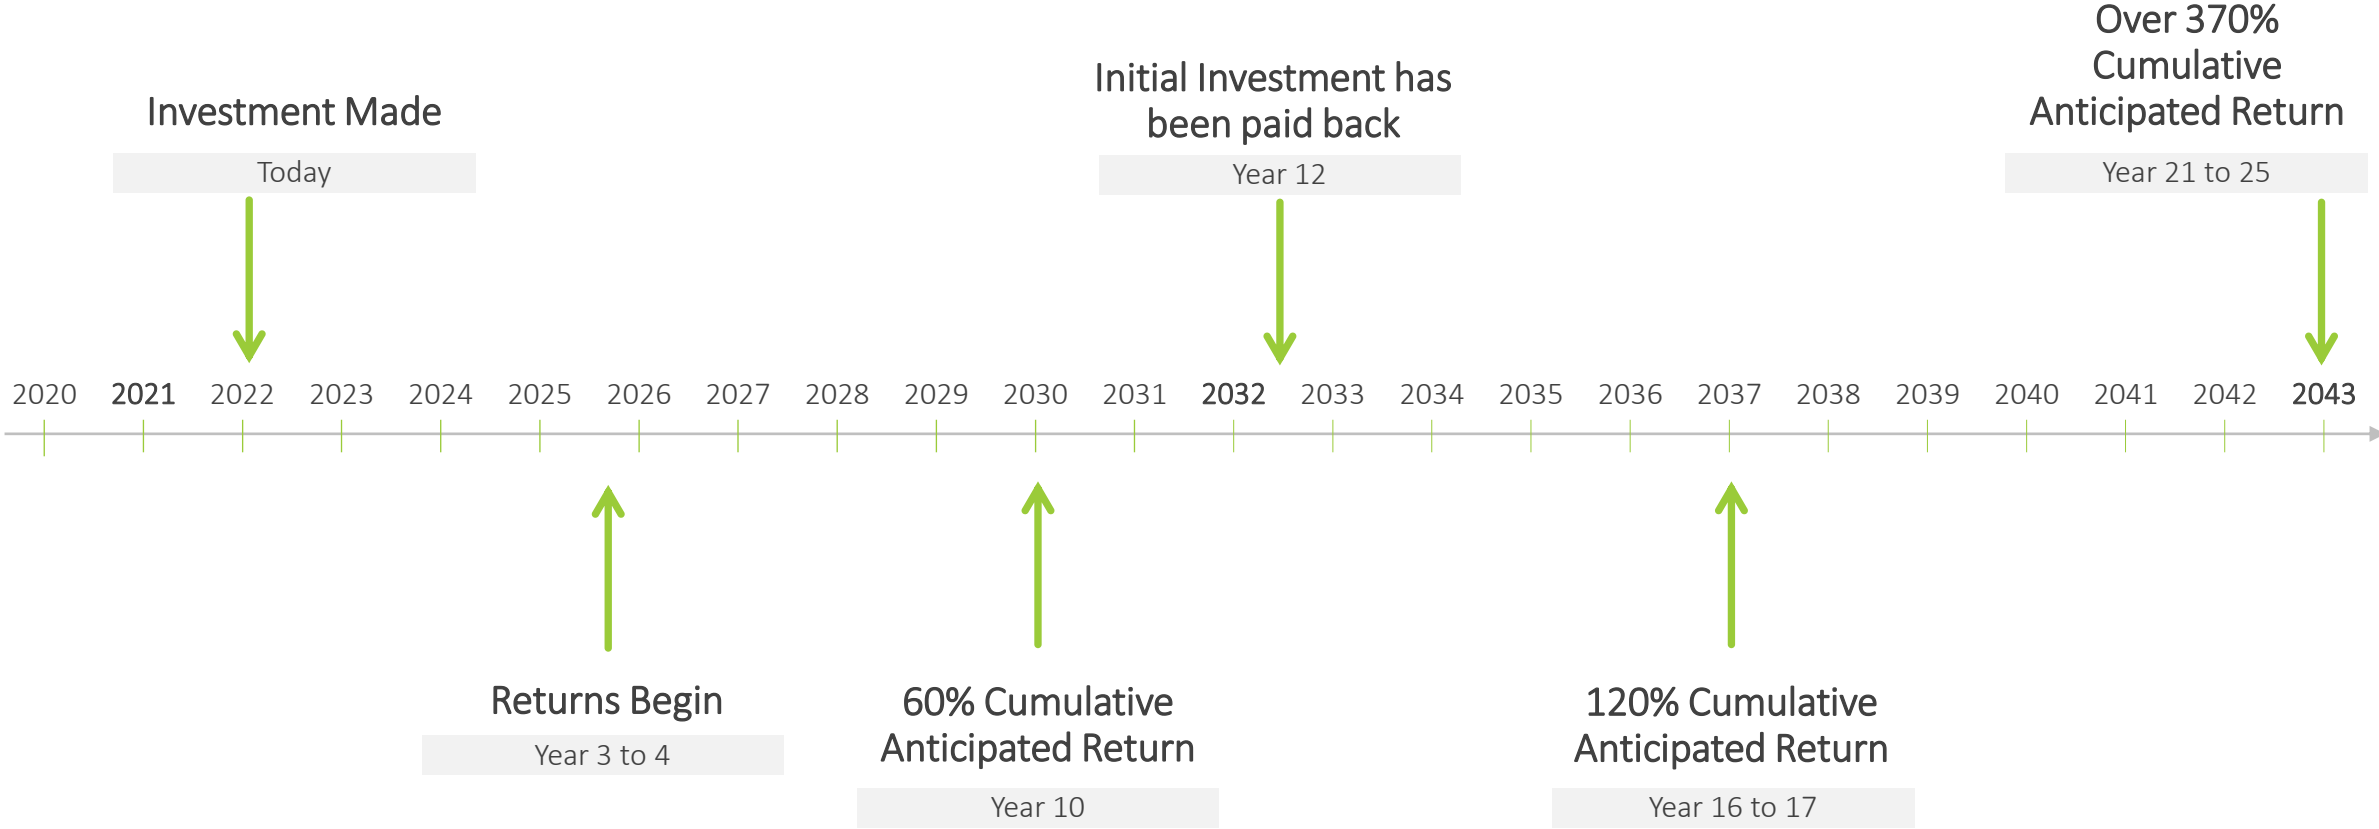 Over 370%
Cumulative
Anticipated Return
Year 21 to 25
Initial Investment has
been paid back
Year 12
Investment Made
Today
2020 2021 2022 2023 2024 2025 2026 2027 2028 2029 2030 2031 2032 2033 2034 2035 2036 2037 2038 2039 2040 2041 2042 2043
Returns Begin
Year 3 to 4
60% Cumulative
Anticipated Return
Year 10
120% Cumulative
Anticipated Return
Year 16 to 17